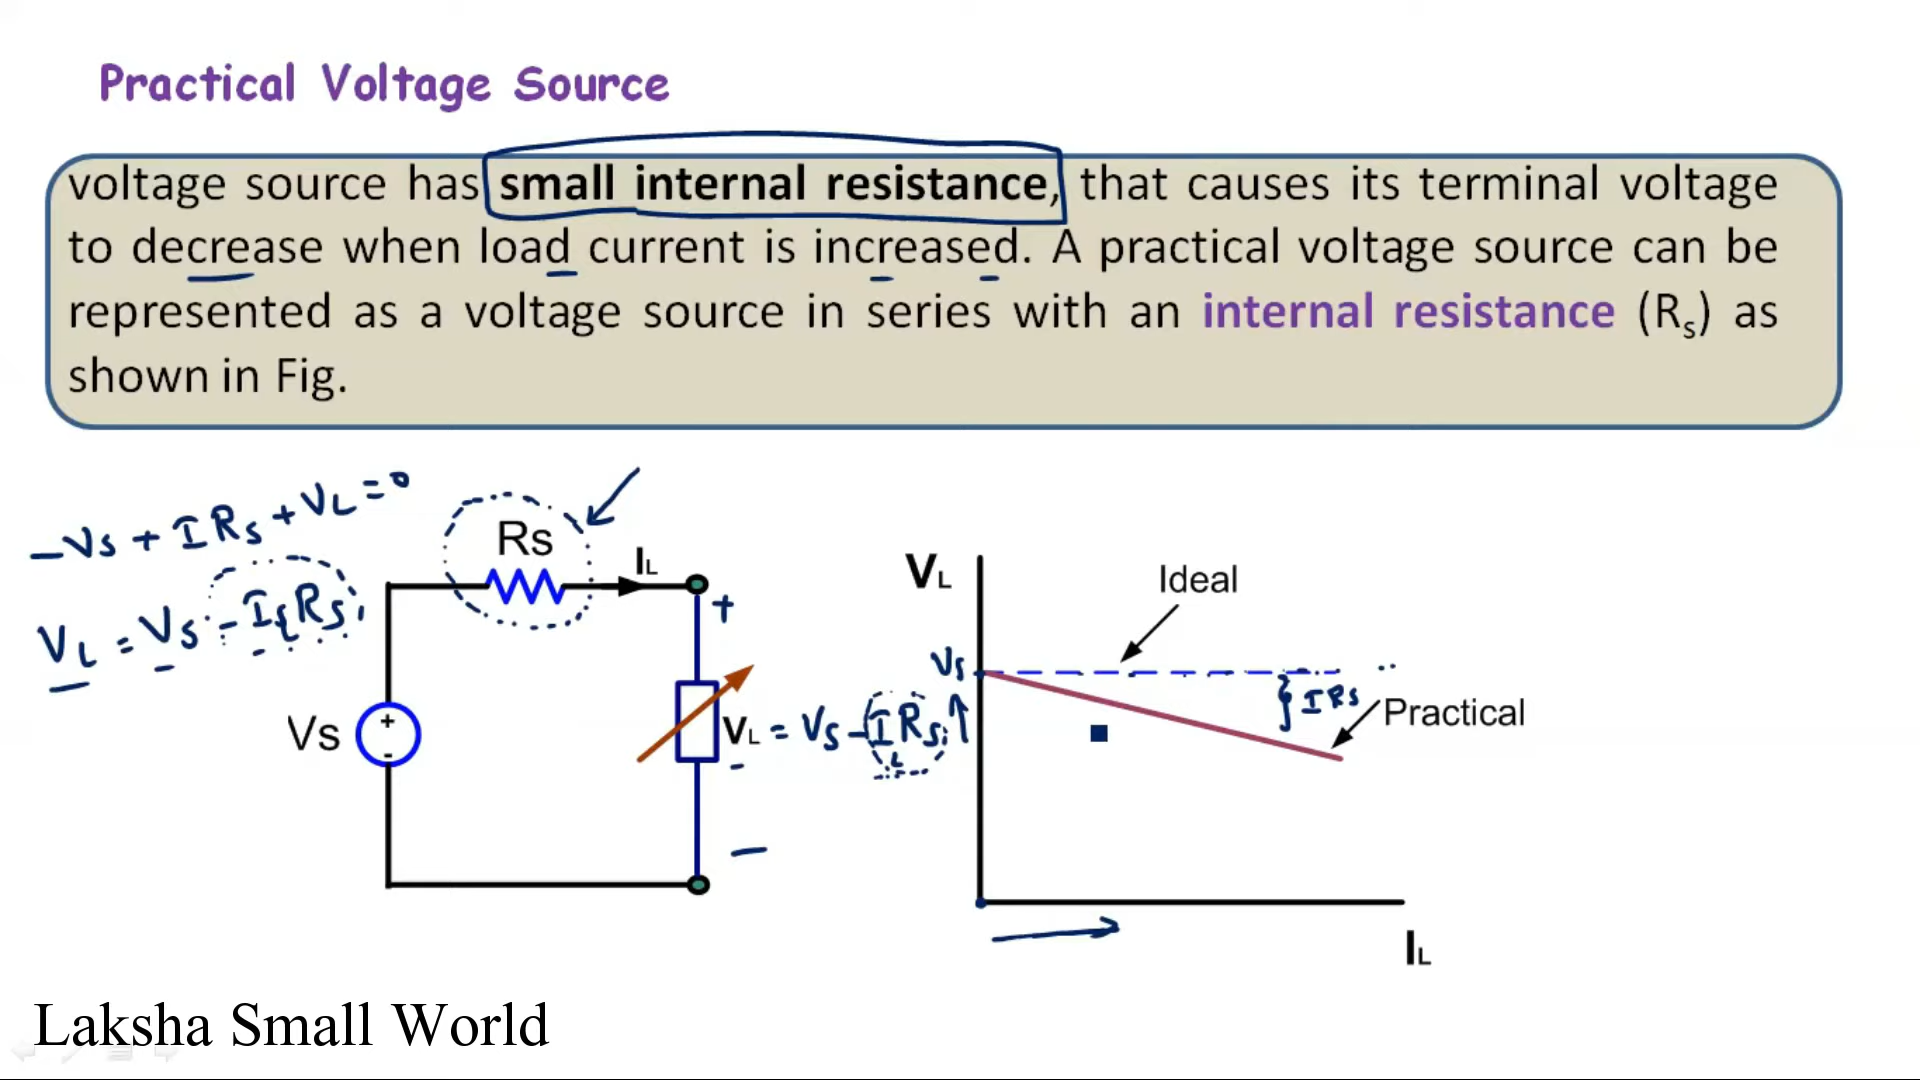 Practical Voltage Source
voltage source has small internal resistance, that causes its terminal voltage
to decrease when load current is increased. A practical voltage source can be
represented as a voltage source in series with an internal resistance (Rs) as
shown in Fig.
-Vs + IRs + VL = 0
VL = Vs - ILRs
Rs
IL
+
Vs
+
-
VL = Vs - ILRs
-
VL
Ideal
Vs
IRs
Practical
IL
Laksha Small World